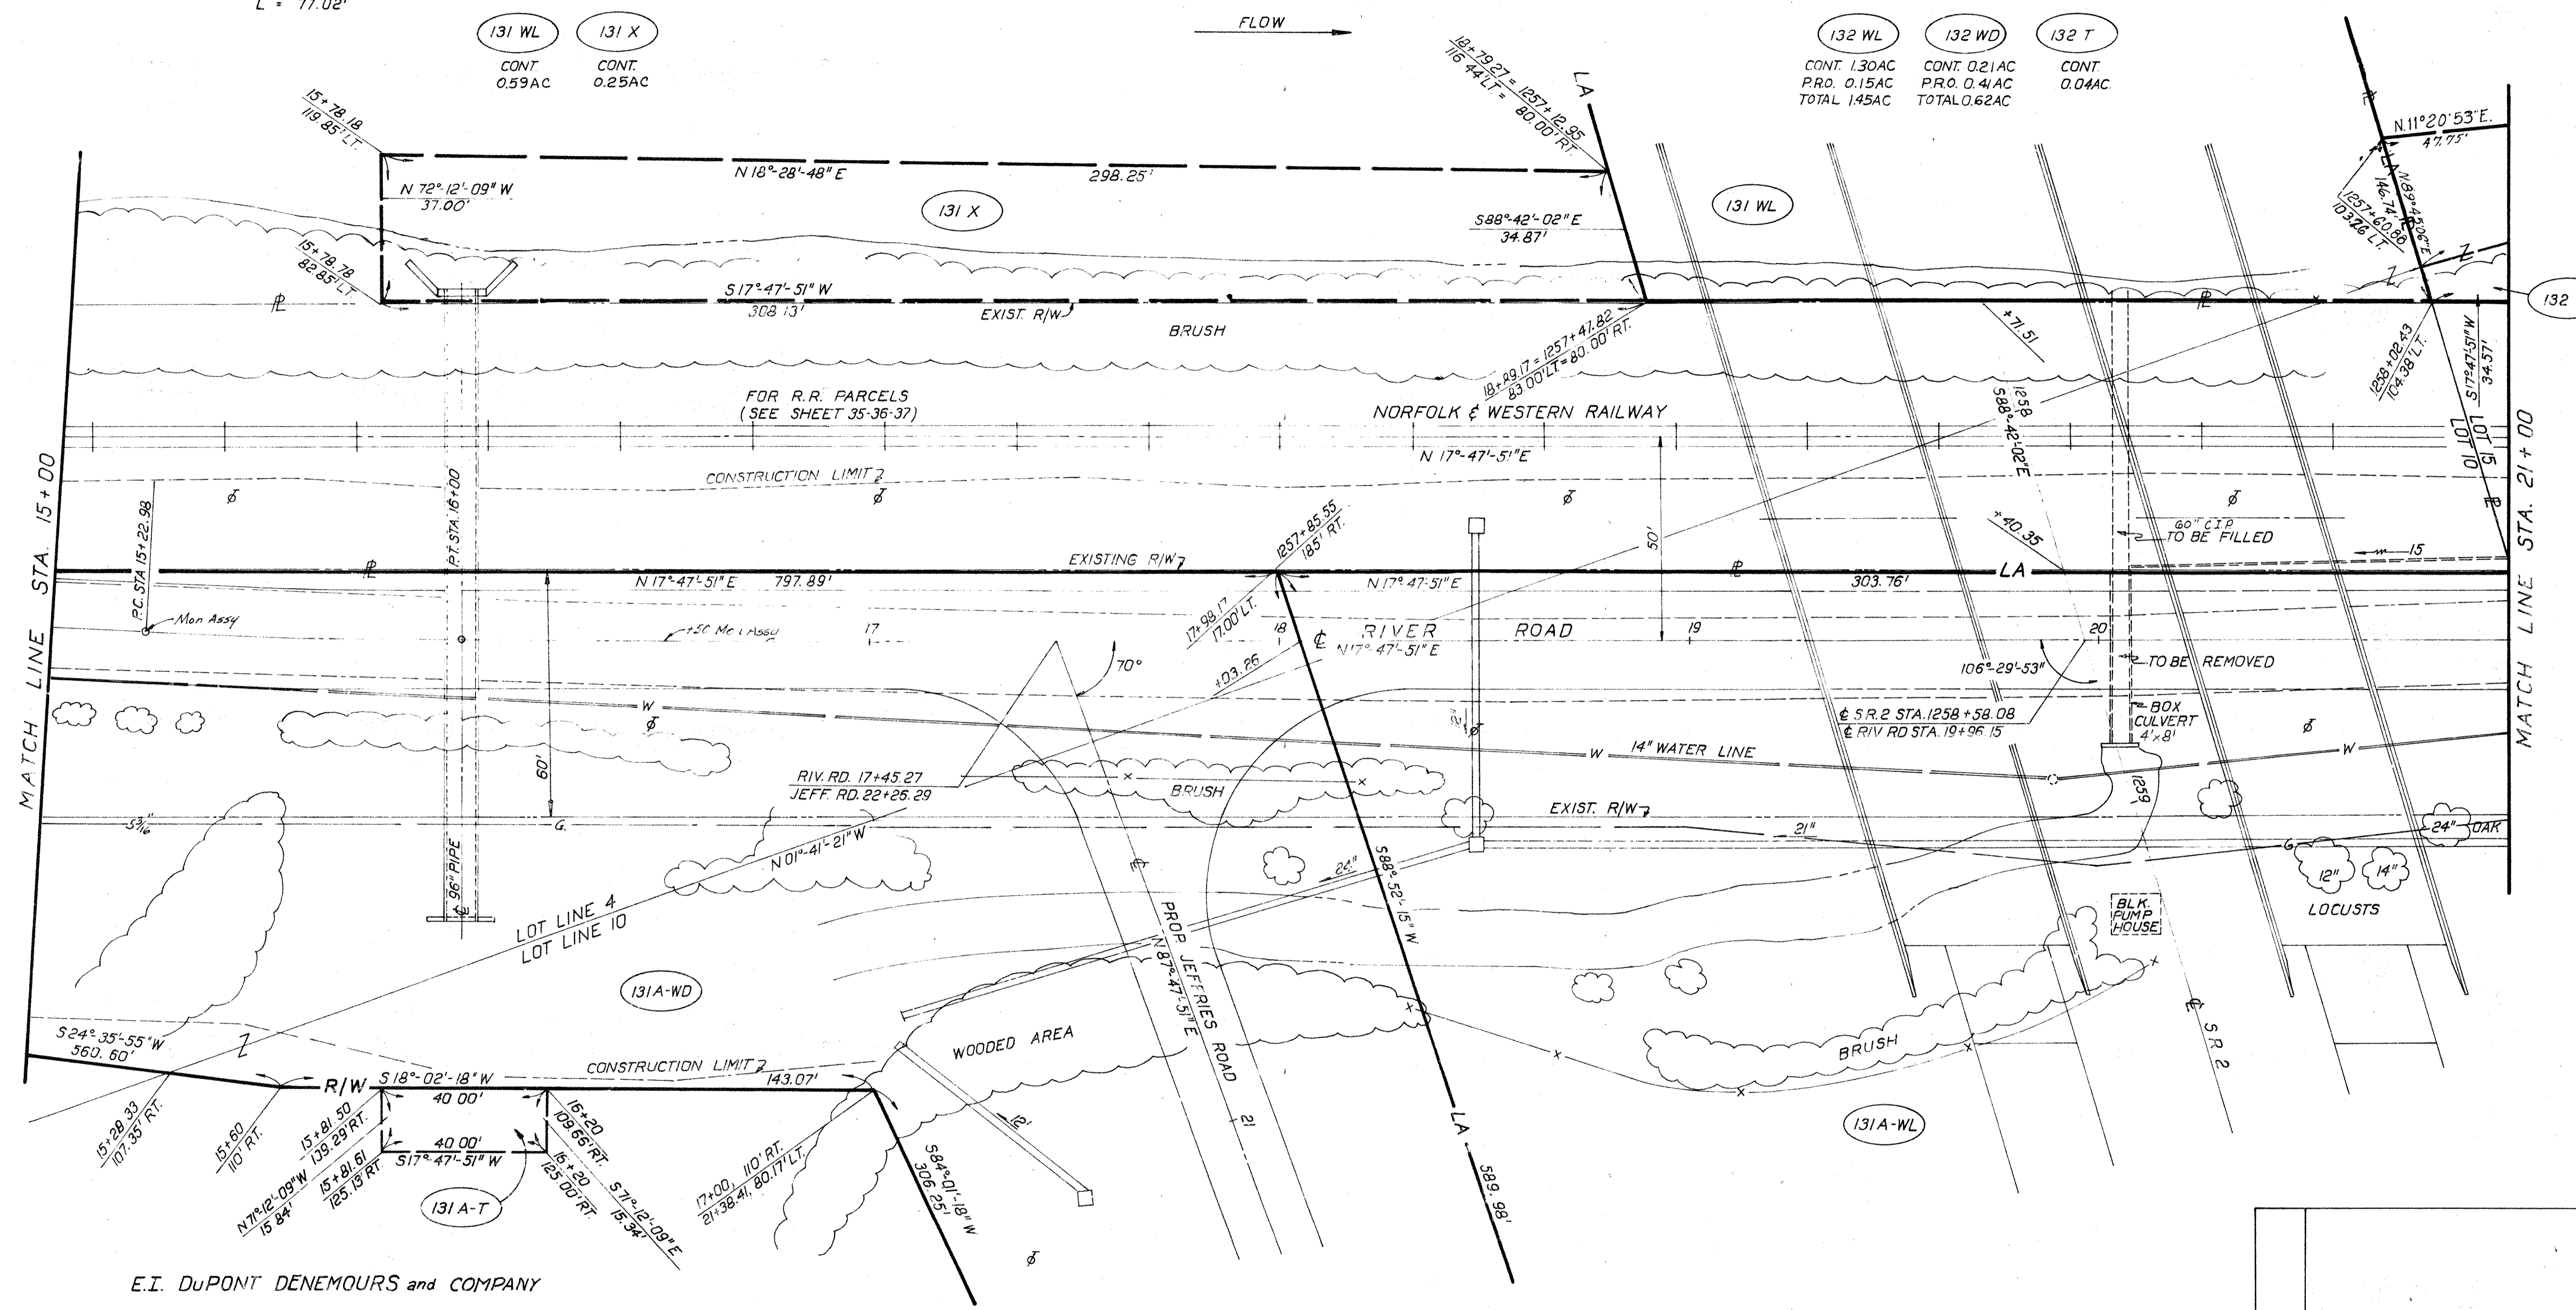 L = 77.02'
131 WL
CONT.
0.59AC
131 X
CONT.
0.25AC
FLOW
132 WL
CONT. 1.30AC
P.R.O. 0.15AC
TOTAL 1.45AC
132 WD
CONT. 0.21AC
P.R.O. 0.41AC
TOTAL 0.62AC
132 T
CONT.
0.04AC.
15+78.18
119.85' LT.
N 72°-12'-09" W
37.00'
15+78.78
82.85' LT.
N 18°-28'-48" E
298.25'
131 X
18+79.27 = 1257+12.95
116.44' LT. = 80.00' RT.
LA
S88°-42'-02" E
34.87'
131 WL
N.11°20'53"E.
47.75'
LA
N.89°45'06"E
146.74'
1257+60.88
LT.
132
S 17°-47'-51" W
308.13'
EXIST. R/W
BRUSH
18+89.17 = 1257+47.82
83.00' LT = 80.00' RT.
+71.51
1258+02.43
104.38' LT.
S17°47'-51" W
34.57'
LOT 15
LOT 10
FOR R.R. PARCELS
(SEE SHEET 35-36-37)
NORFOLK & WESTERN RAILWAY
N 17°-47'-51" E
1258
S88°-42'-02"E
MATCH LINE STA. 15+00
MATCH LINE STA. 21+00
P.C. STA 15+22.98
P.T. STA. 16+00
CONSTRUCTION LIMIT
50'
+40.35
60" C.I.P.
TO BE FILLED
15
EXISTING R/W
1257+85.55
185' RT.
N 17°-47'-51" E 797.89'
N 17°47'-51" E
303.76'
LA
Mon Assy
17
17+98.17
17.00' LT.
18
RIVER ROAD
N 17°-47'-51" E
19
20
+03.26
70°
106°-29'-53"
TO BE REMOVED
W
60'
RIV. RD. 17+45.27
JEFF. RD. 22+26.29
BRUSH
14" WATER LINE
W
W
S.R.2 STA. 1258+58.08
RIV RD STA. 19+96.15
BOX
CULVERT
4'x8'
1259
EXIST. R/W
G.
21"
G
24" OAK
12"
14"
LOCUSTS
N 01°-41'-21" W
LOT LINE 4
LOT LINE 10
96" PIPE
24"
S88°-52'-15" W
PROP. JEFFRIES ROAD
N 87°-47'-51" E
BLK.
PUMP
HOUSE
131 A-WD
WOODED AREA
BRUSH
S.R.2
131 A-WL
S 24°-35'-55" W
560.60'
R/W
S 18°-02'-18" W
40.00'
CONSTRUCTION LIMIT
143.07'
12"
21
LA
589.98'
15+28.33
107.35' RT.
15+60
110' RT.
15+81.50
109.29' RT.
N 71°-12'-09" W
15.84'
15+81.61
125.13' RT.
40.00'
S17°-47'-51" W
131 A-T
16+20
109.66' RT.
16+20
125.00' RT.
S 71°-12'-09" E
15.34'
17+00, 110' RT.
21+38.41, 80.17' LT.
S84°-01'-18" W
306.25'
E.I. DuPONT DENEMOURS and COMPANY